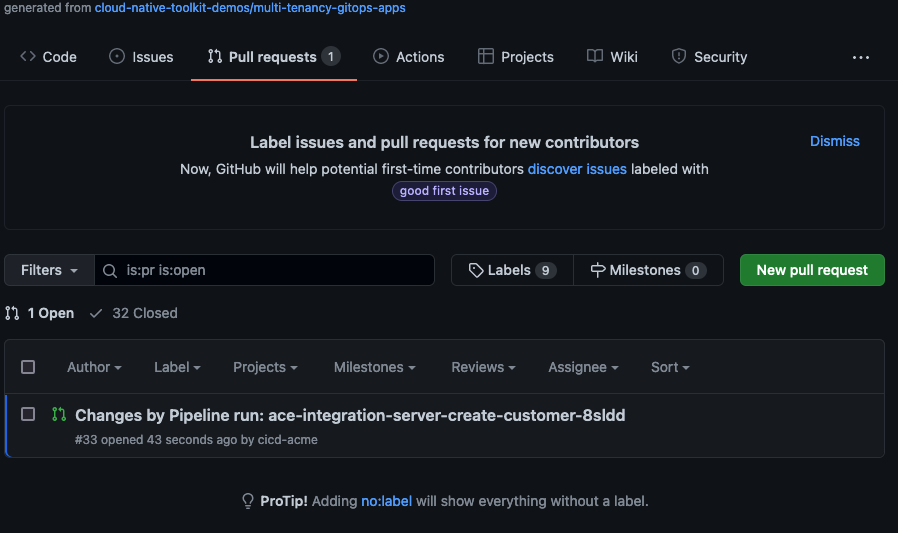 generated from cloud-native-toolkit-demos/multi-tenancy-gitops-apps
Code Issues Pull requests 1 Actions Projects Wiki Security ...
Label issues and pull requests for new contributors Dismiss
Now, GitHub will help potential first-time contributors discover issues labeled with
good first issue
Filters is:pr is:open Labels 9 Milestones 0 New pull request
1 Open 32 Closed
Author Label Projects Milestones Reviews Assignee Sort
Changes by Pipeline run: ace-integration-server-create-customer-8sldd
#33 opened 43 seconds ago by cicd-acme
ProTip! Adding no:label will show everything without a label.